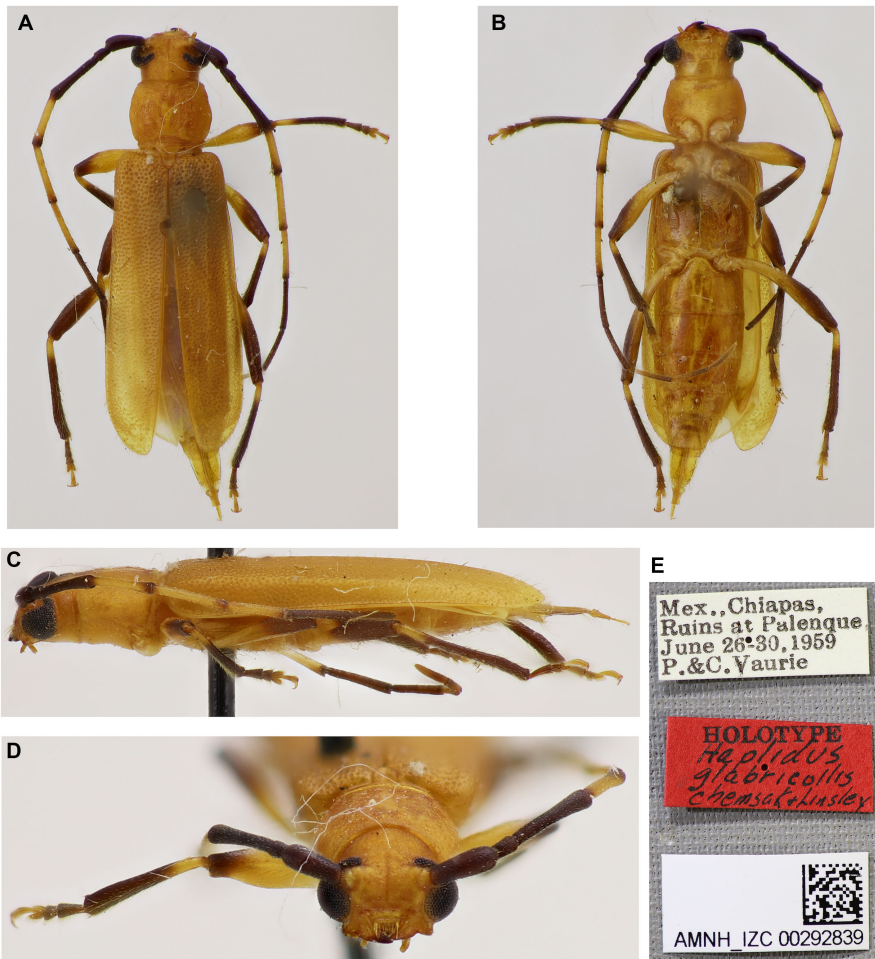 A
B
C
D
E
Mex., Chiapas,
Ruins at Palenque
June 26-30, 1959
P.&C. Vaurie
HOLOTYPE
Haplidus
glabricollis
chemsak & Linsley
AMNH_IZC 00292839